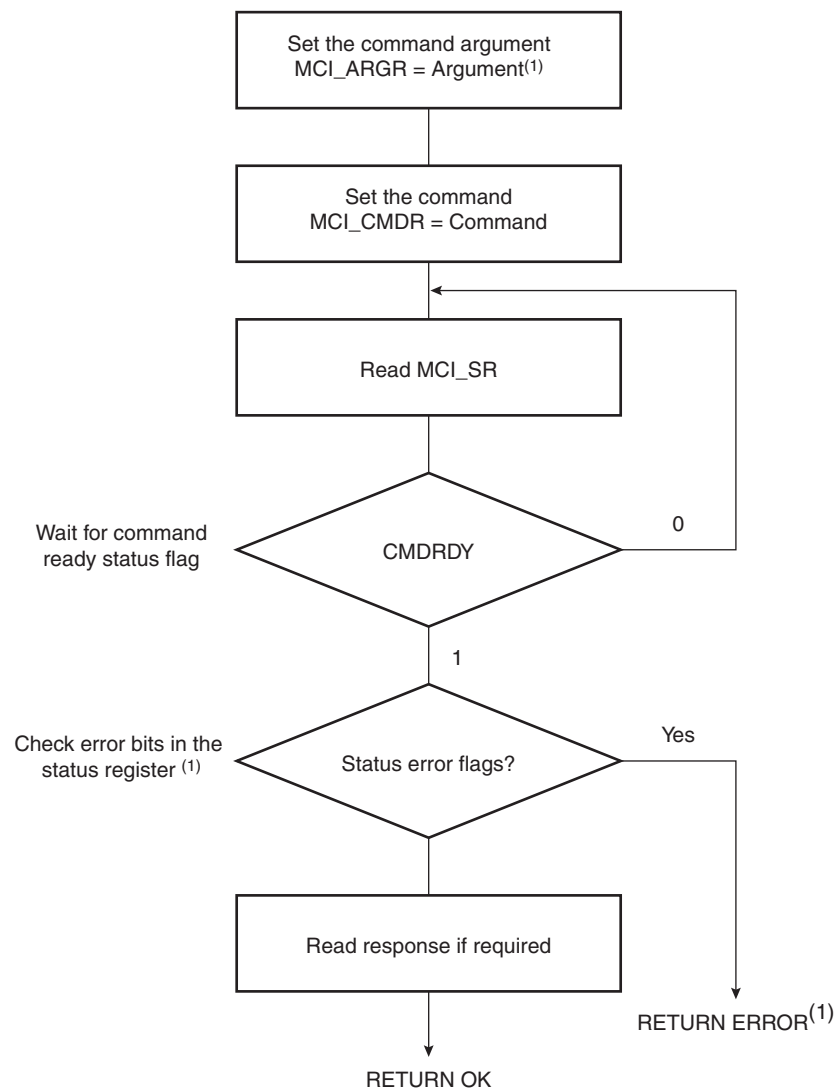 Set the command argument
MCI_ARGR = Argument(1)
Set the command
MCI_CMDR = Command
Read MCI_SR
Wait for command
ready status flag
CMDRDY
0
1
Check error bits in the
status register (1)
Status error flags?
Yes
Read response if required
RETURN ERROR(1)
RETURN OK